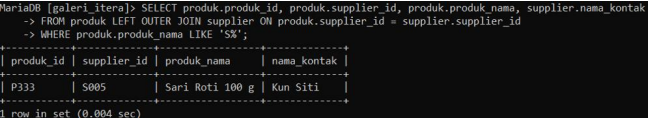 MariaDB [galeri_itera]> SELECT produk.produk_id, produk.supplier_id, produk.produk_nama, supplier.nama_kontak
-> FROM produk LEFT OUTER JOIN supplier ON produk.supplier_id = supplier.supplier_id
-> WHERE produk.produk_nama LIKE 'S%';
+-----------+-------------+-----------------+-------------+
| produk_id | supplier_id | produk_nama | nama_kontak |
+-----------+-------------+-----------------+-------------+
| P333 | S005 | Sari Roti 100 g | Kun Siti |
+-----------+-------------+-----------------+-------------+
1 row in set (0.004 sec)